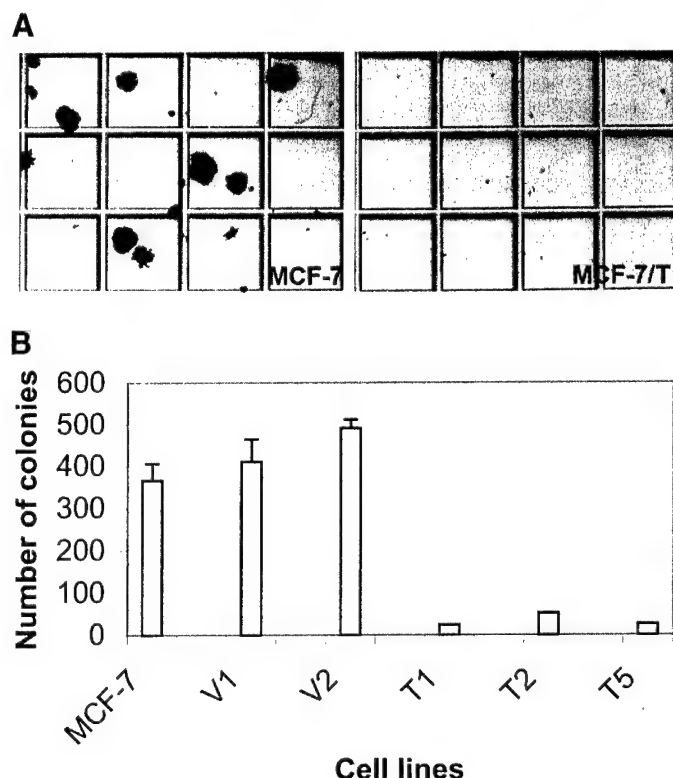 A
MCF-7
MCF-7/T
B
Number of colonies
600
500
400
300
200
100
0
MCF-7
V1
V2
T1
T2
T5
Cell lines